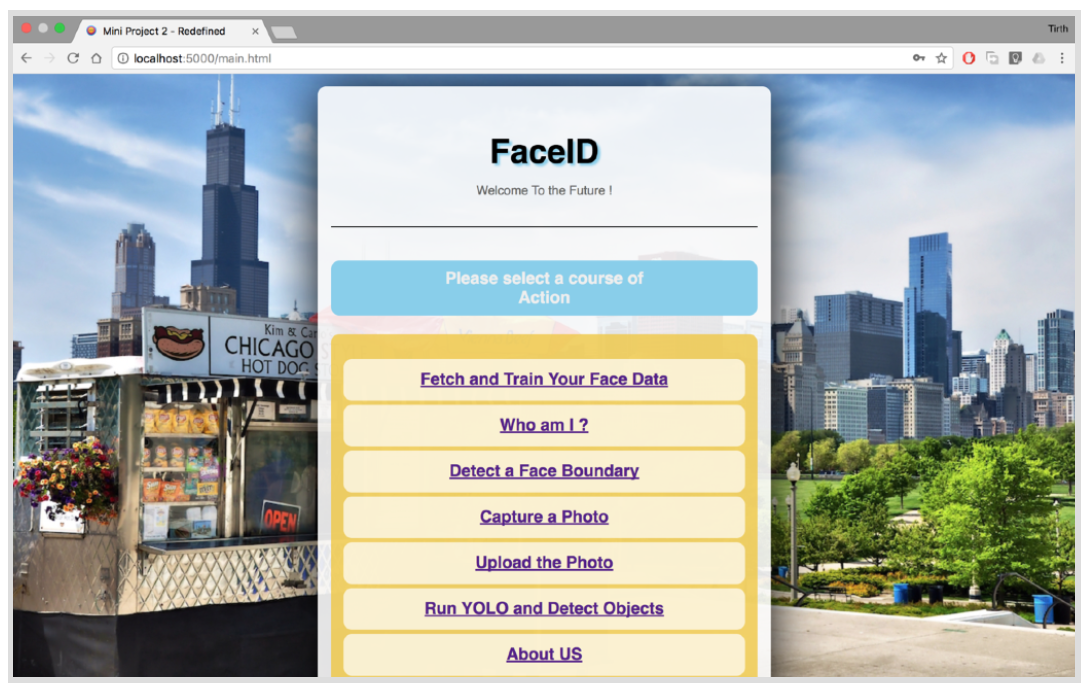 Mini Project 2 - Redefined
Tirth
localhost:5000/main.html
FaceID
Welcome To the Future !
Please select a course of
Action
Kim & Car
CHICAGO
HOT DOG
OPEN
Fetch and Train Your Face Data
Who am I ?
Detect a Face Boundary
Capture a Photo
Upload the Photo
Run YOLO and Detect Objects
About US